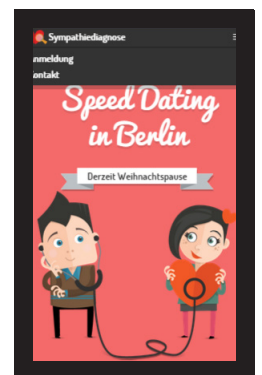 Sympathiediagnose
nmeldung
ontakt
Speed Dating
in Berlin
Derzeit Weihnachtspause